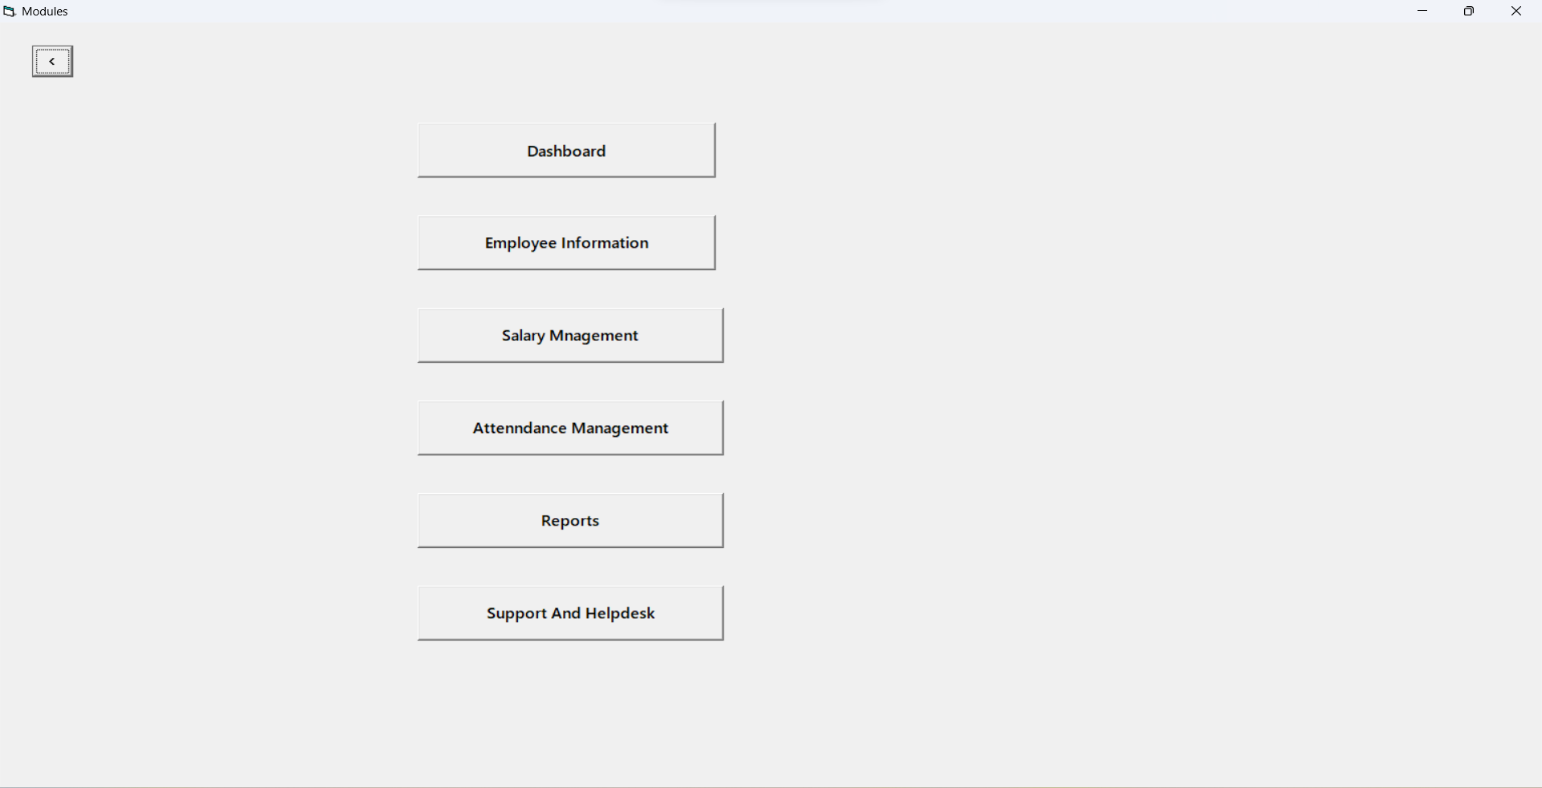 Modules
<
Dashboard
Employee Information
Salary Mnagement
Attenndance Management
Reports
Support And Helpdesk